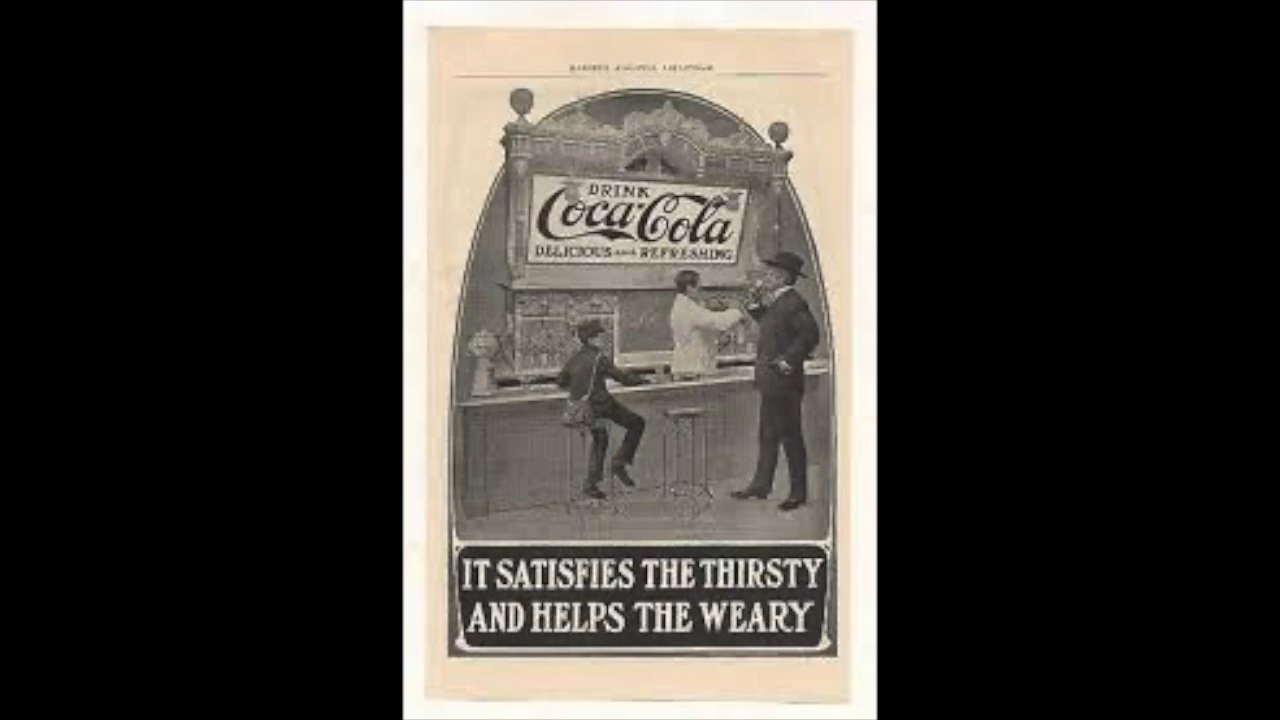 DRINK
Coca-Cola
DELICIOUS and REFRESHING
IT SATISFIES THE THIRSTY
AND HELPS THE WEARY